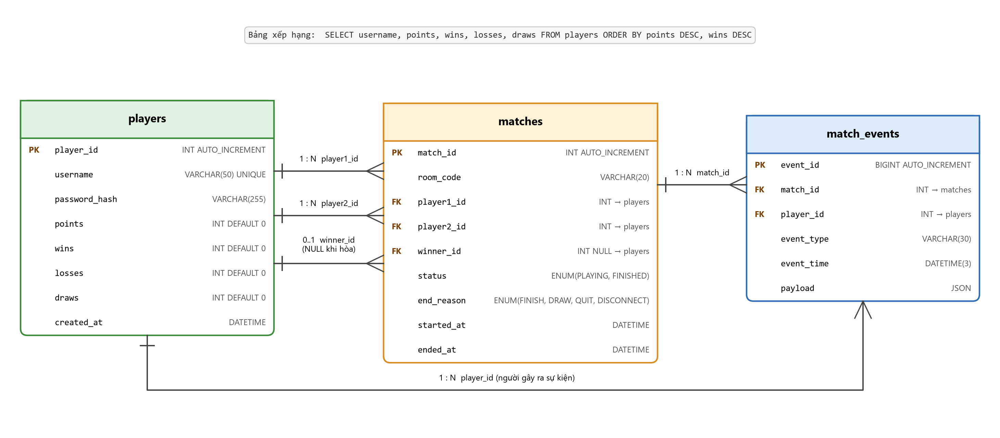 Bảng xếp hạng:  SELECT username, points, wins, losses, draws FROM players ORDER BY points DESC, wins DESC
players
PK player_id INT AUTO_INCREMENT
username VARCHAR(50) UNIQUE
password_hash VARCHAR(255)
points INT DEFAULT 0
wins INT DEFAULT 0
losses INT DEFAULT 0
draws INT DEFAULT 0
created_at DATETIME
1 : N  player1_id
1 : N  player2_id
0..1  winner_id
(NULL khi hòa)
matches
PK match_id INT AUTO_INCREMENT
room_code VARCHAR(20)
FK player1_id INT → players
FK player2_id INT → players
FK winner_id INT NULL → players
status ENUM(PLAYING, FINISHED)
end_reason ENUM(FINISH, DRAW, QUIT, DISCONNECT)
started_at DATETIME
ended_at DATETIME
1 : N  match_id
match_events
PK event_id BIGINT AUTO_INCREMENT
FK match_id INT → matches
FK player_id INT → players
event_type VARCHAR(30)
event_time DATETIME(3)
payload JSON
1 : N  player_id (người gây ra sự kiện)